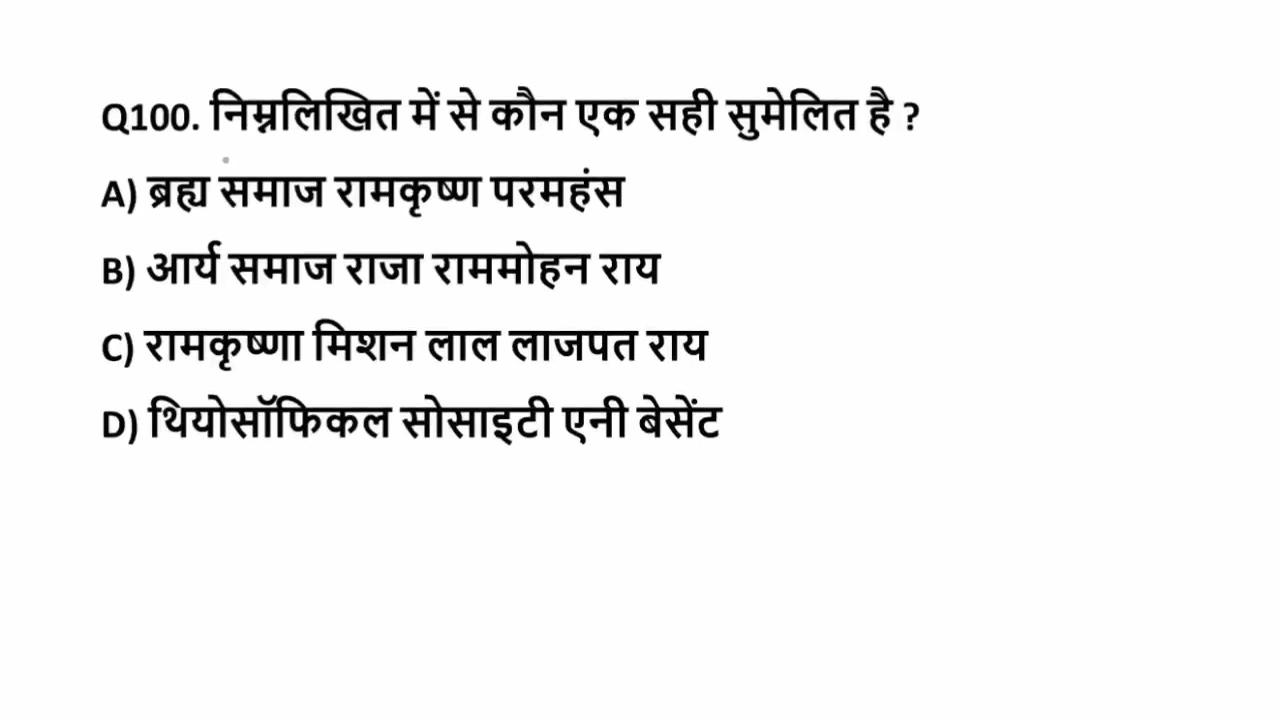 Q100. निम्नलिखित में से कौन एक सही सुमेलित है ?
A) ब्रह्म समाज रामकृष्ण परमहंस
B) आर्य समाज राजा राममोहन राय
C) रामकृष्णा मिशन लाल लाजपत राय
D) थियोसॉफिकल सोसाइटी एनी बेसेंट